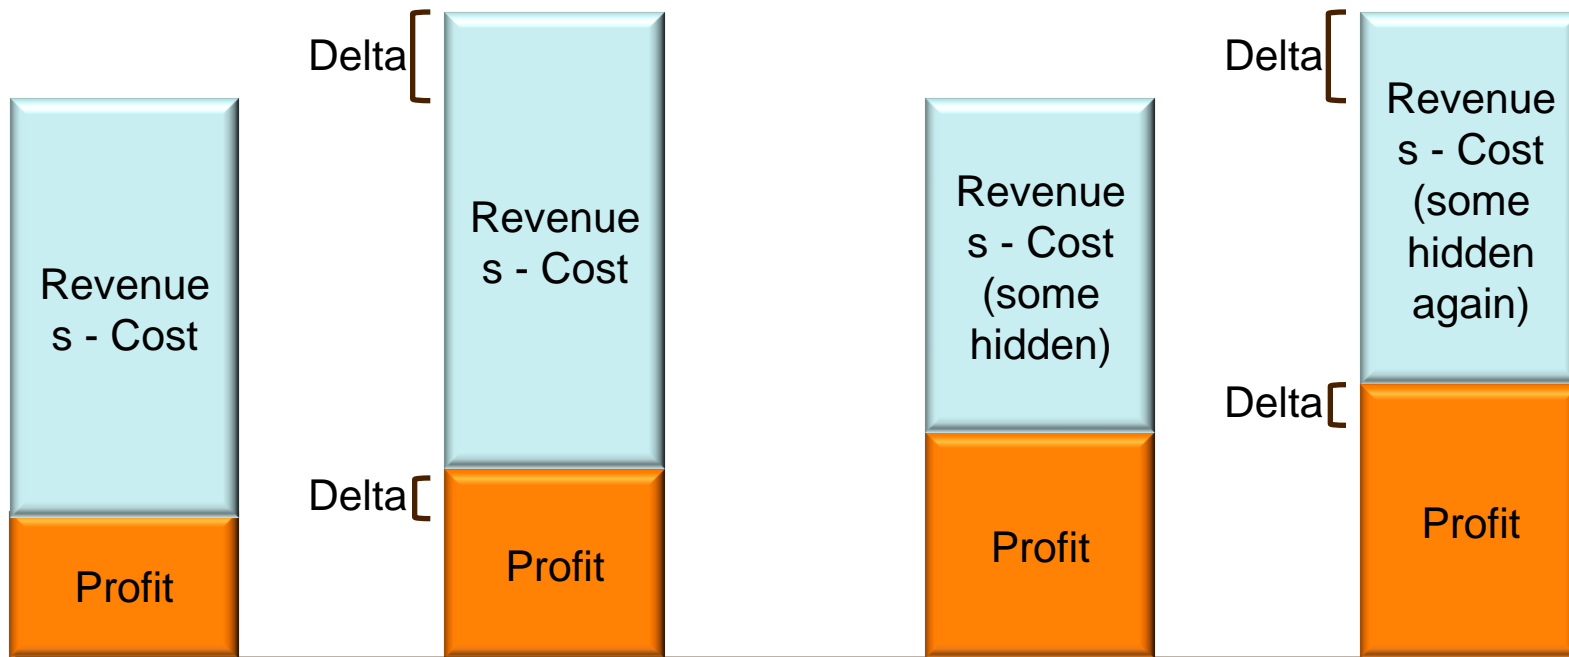 Revenue
s - Cost
Profit
Delta
Delta
Revenue
s - Cost
Profit
Revenue
s - Cost
(some
hidden)
Profit
Delta
Delta
Revenue
s - Cost
(some
hidden
again)
Profit